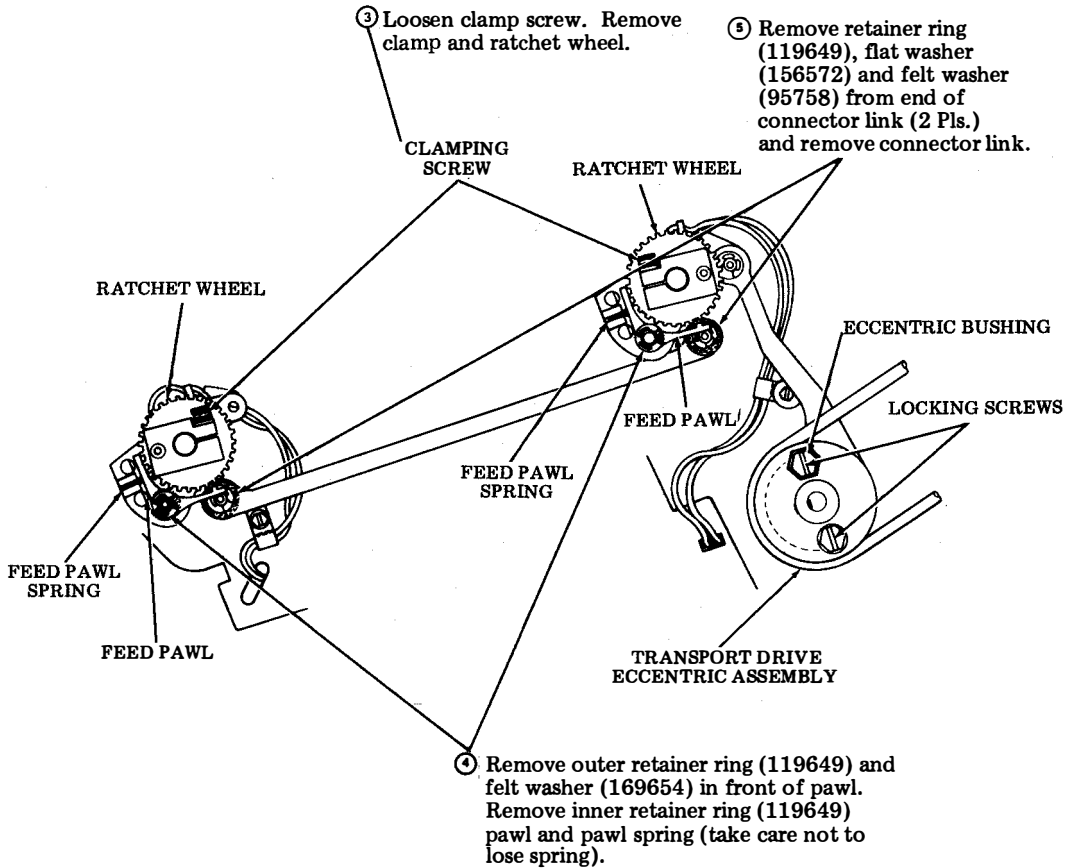 ③ Loosen clamp screw. Remove
clamp and ratchet wheel.
⑤ Remove retainer ring
(119649), flat washer
(156572) and felt washer
(95758) from end of
connector link (2 Pls.)
and remove connector link.
CLAMPING
SCREW
RATCHET WHEEL
RATCHET WHEEL
ECCENTRIC BUSHING
LOCKING SCREWS
FEED PAWL
FEED PAWL
SPRING
FEED PAWL
SPRING
FEED PAWL
TRANSPORT DRIVE
ECCENTRIC ASSEMBLY
④ Remove outer retainer ring (119649) and
felt washer (169654) in front of pawl.
Remove inner retainer ring (119649)
pawl and pawl spring (take care not to
lose spring).